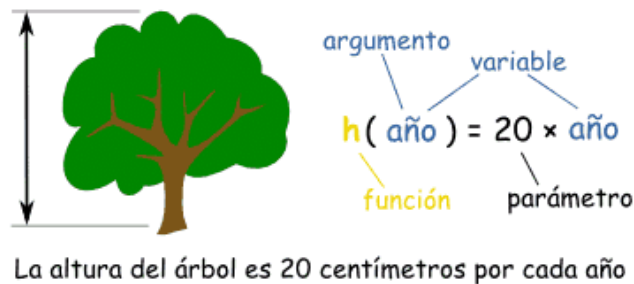 argumento
variable
h( año ) = 20 × año
función
parámetro
La altura del árbol es 20 centímetros por cada año